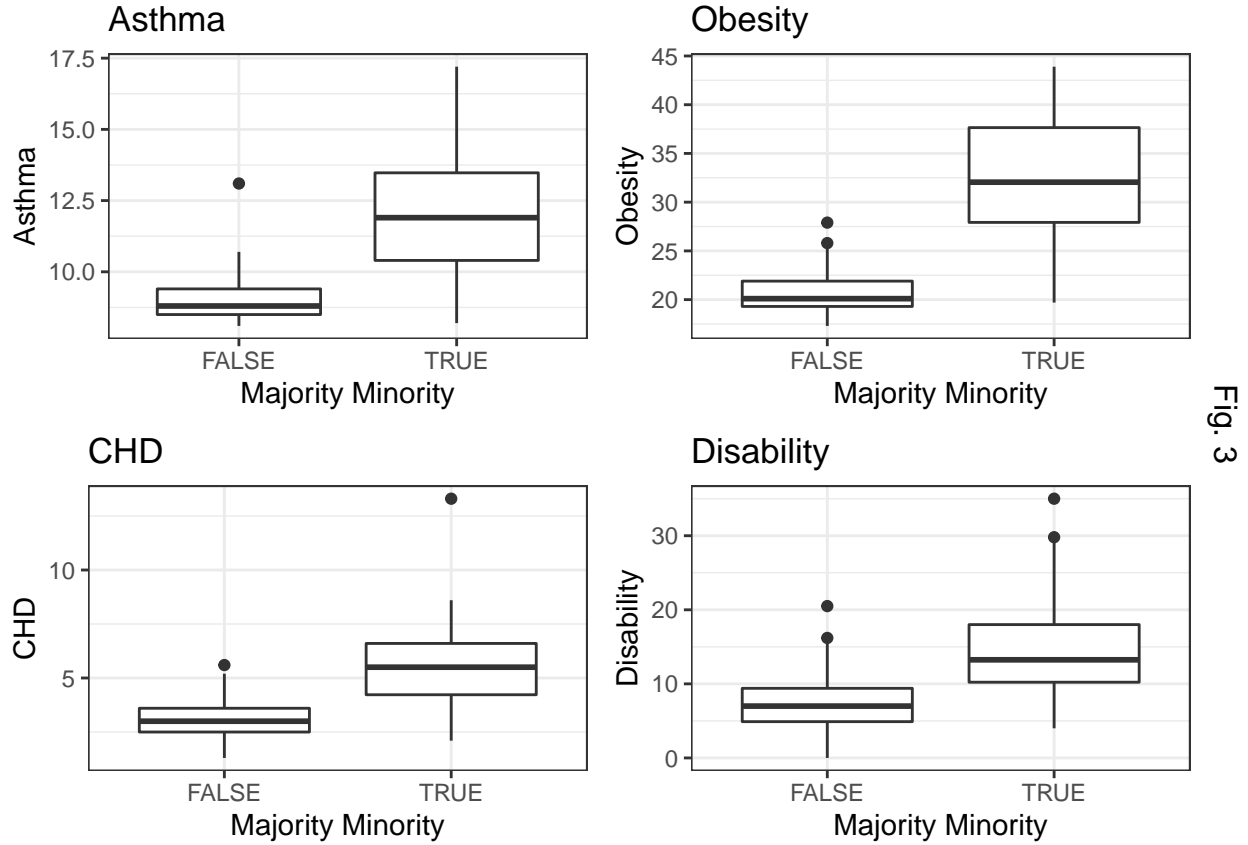 Asthma
17.5
15.0
12.5
10.0
Asthma
FALSE
TRUE
Majority Minority
Obesity
45
40
35
30
25
20
Obesity
FALSE
TRUE
Majority Minority
CHD
10
5
CHD
FALSE
TRUE
Majority Minority
Disability
30
20
10
0
Disability
FALSE
TRUE
Majority Minority
Fig. 3